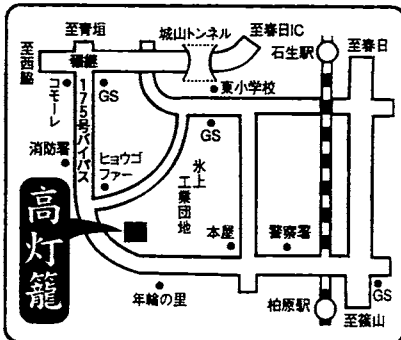 至青垣
城山トンネル
至春日IC
石生駅
至春日
至西脇
稲継
コモーレ
GS
175号バイパス
東小学校
GS
消防署
ヒョウゴ
ファー
氷上
工業団地
高灯籠
本屋
警察署
年輪の里
柏原駅
GS
至篠山